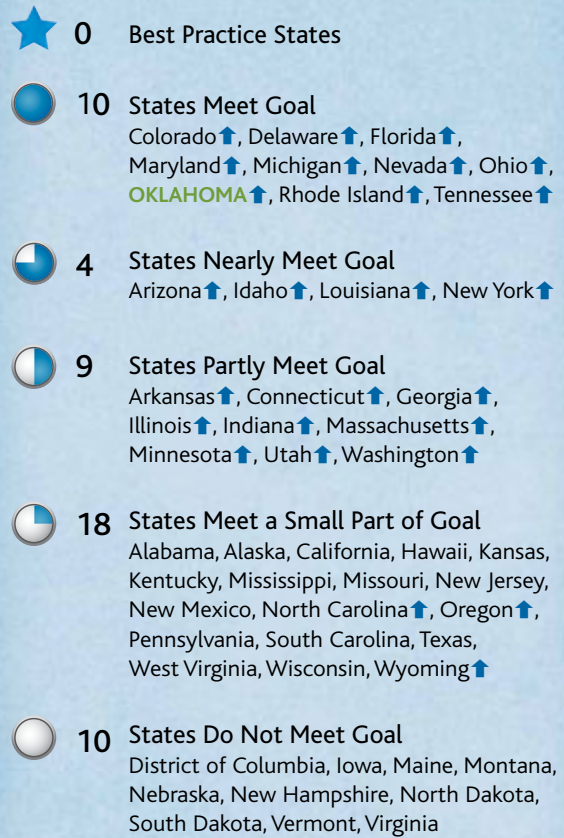 0 Best Practice States
10 States Meet Goal
Colorado⬆, Delaware⬆, Florida⬆,
Maryland⬆, Michigan⬆, Nevada⬆, Ohio⬆,
OKLAHOMA⬆, Rhode Island⬆, Tennessee⬆
4 States Nearly Meet Goal
Arizona⬆, Idaho⬆, Louisiana⬆, New York⬆
9 States Partly Meet Goal
Arkansas⬆, Connecticut⬆, Georgia⬆,
Illinois⬆, Indiana⬆, Massachusetts⬆,
Minnesota⬆, Utah⬆, Washington⬆
18 States Meet a Small Part of Goal
Alabama, Alaska, California, Hawaii, Kansas,
Kentucky, Mississippi, Missouri, New Jersey,
New Mexico, North Carolina⬆, Oregon⬆,
Pennsylvania, South Carolina, Texas,
West Virginia, Wisconsin, Wyoming⬆
10 States Do Not Meet Goal
District of Columbia, Iowa, Maine, Montana,
Nebraska, New Hampshire, North Dakota,
South Dakota, Vermont, Virginia